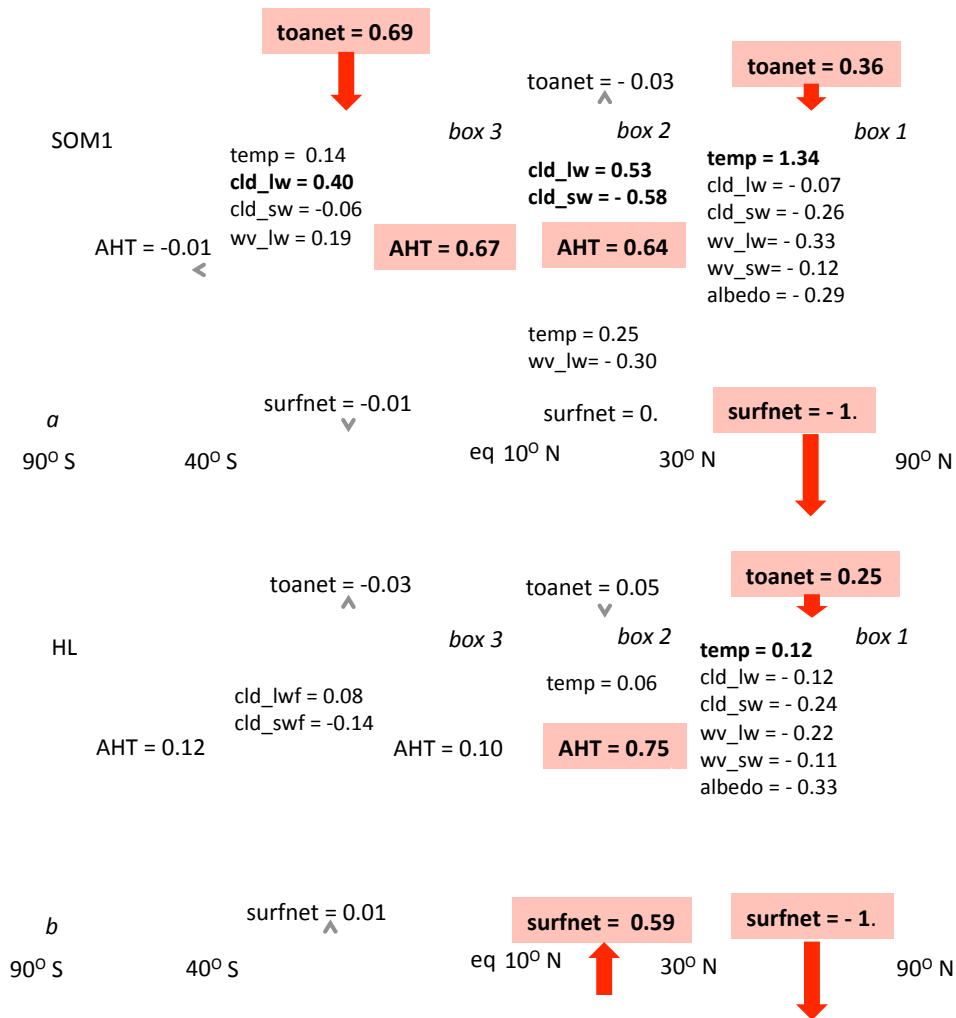 toanet = 0.69
toanet = 0.36
toanet = - 0.03
SOM1
box 3
box 2
box 1
temp = 0.14
cld_lw = 0.40
cld_sw = -0.06
wv_lw = 0.19
cld_lw = 0.53
cld_sw = - 0.58
temp = 1.34
cld_lw = - 0.07
cld_sw = - 0.26
wv_lw= - 0.33
wv_sw= - 0.12
albedo = - 0.29
AHT = -0.01
AHT = 0.67
AHT = 0.64
temp = 0.25
wv_lw= - 0.30
surfnet = -0.01
surfnet = 0.
surfnet = - 1.
a
90O S
40O S
eq 10O N
30O N
90O N
toanet = -0.03
toanet = 0.05
toanet = 0.25
HL
box 3
box 2
box 1
cld_lwf = 0.08
cld_swf = -0.14
temp = 0.06
temp = 0.12
cld_lw = - 0.12
cld_sw = - 0.24
wv_lw = - 0.22
wv_sw = - 0.11
albedo = - 0.33
AHT = 0.12
AHT = 0.10
AHT = 0.75
surfnet = 0.01
surfnet = 0.59
surfnet = - 1.
b
90O S
40O S
eq 10O N
30O N
90O N